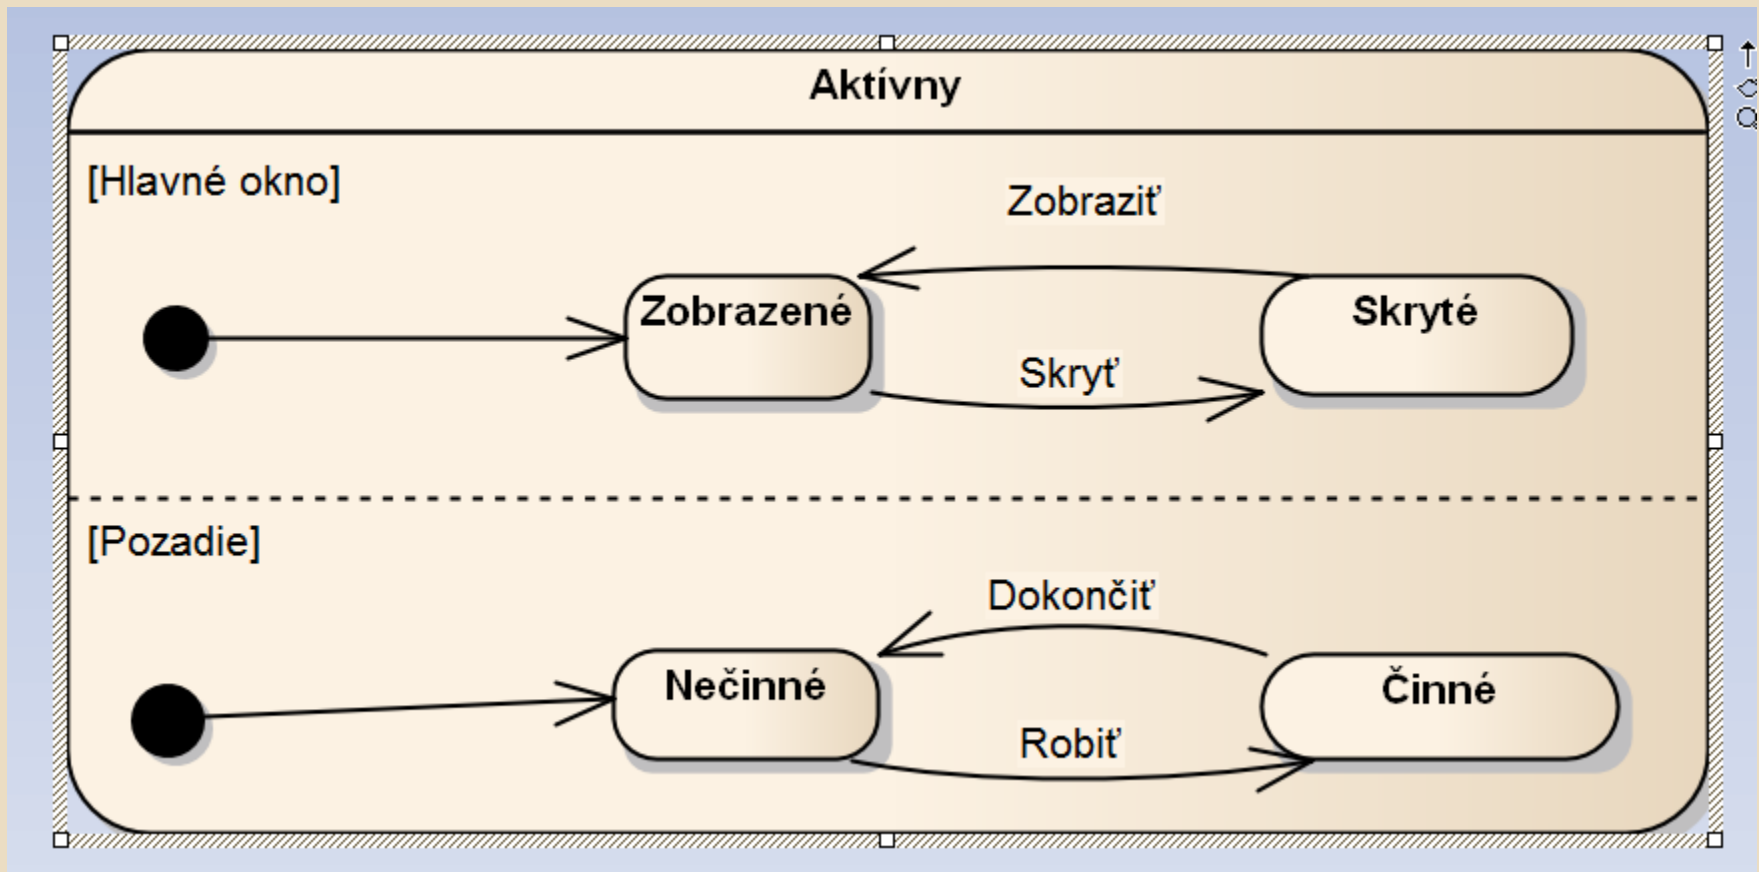 Aktívny
[Hlavné okno]
Zobraziť
Zobrazené
Skryté
Skryť
[Pozadie]
Dokončiť
Nečinné
Činné
Robiť